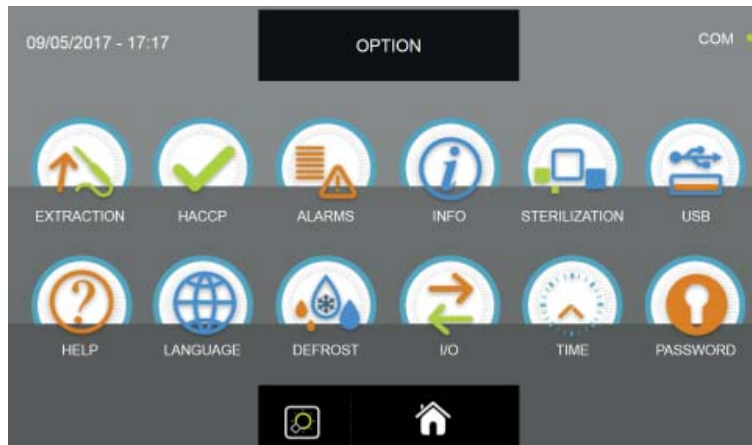 09/05/2017 - 17:17
OPTION
COM
EXTRACTION HACCP ALARMS INFO STERILIZATION USB
HELP LANGUAGE DEFROST I/O TIME PASSWORD